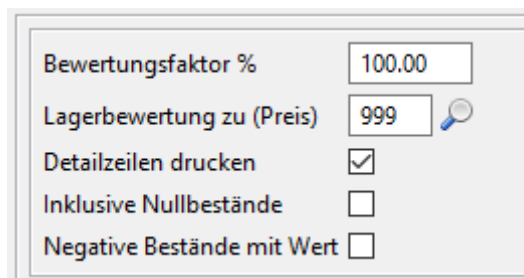 Bewertungsfaktor % 100.00
Lagerbewertung zu (Preis) 999
Detailzeilen drucken
Inklusive Nullbestände
Negative Bestände mit Wert